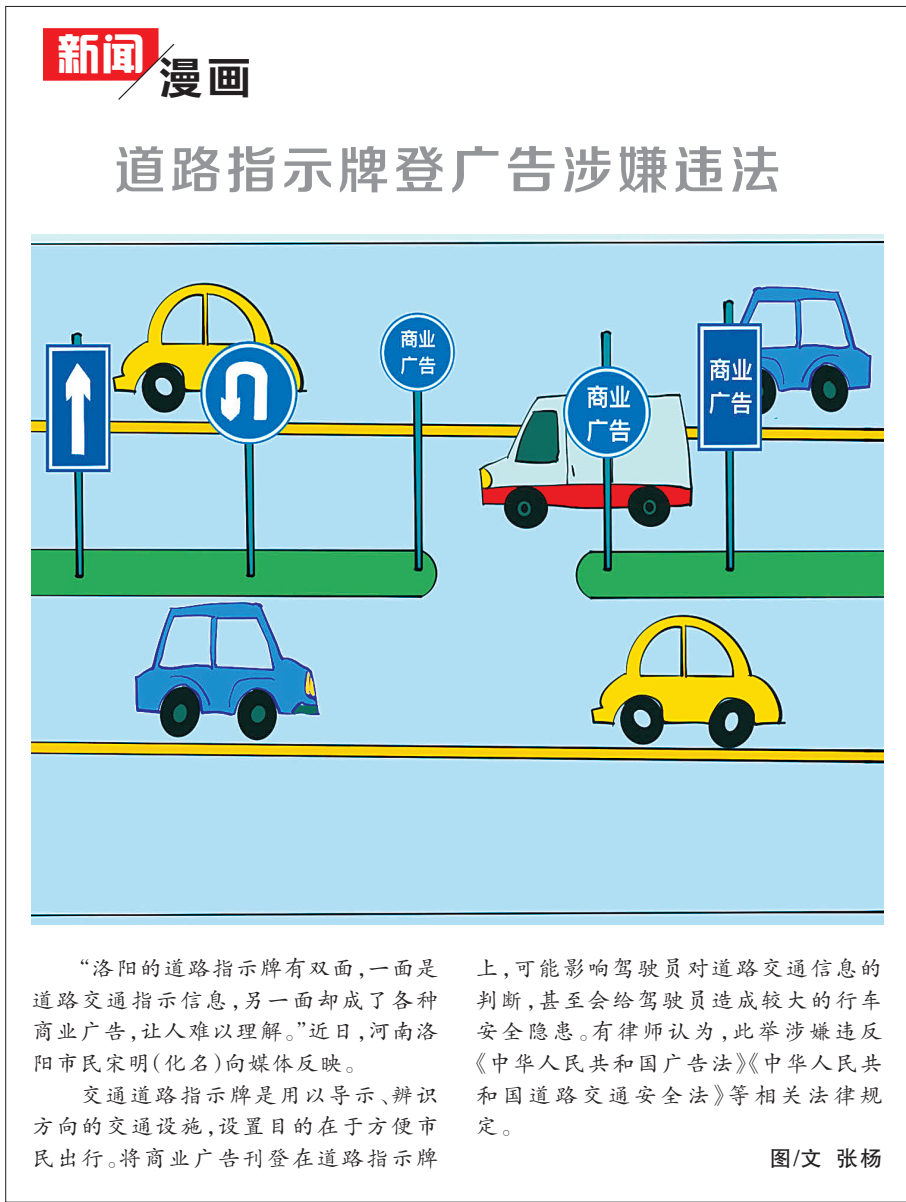 新闻
漫画
道路指示牌登广告涉嫌违法
商业
广告
商业
广告
商业
广告
“洛阳的道路指示牌有双面,一面是
道路交通指示信息,另一面却成了各种
商业广告,让人难以理解。”近日,河南洛
阳市民宋明(化名)向媒体反映。
交通道路指示牌是用以导示、辨识
方向的交通设施,设置目的在于方便市
民出行。将商业广告刊登在道路指示牌
上,可能影响驾驶员对道路交通信息的
判断,甚至会给驾驶员造成较大的行车
安全隐患。有律师认为,此举涉嫌违反
《中华人民共和国广告法》《中华人民共
和国道路交通安全法》等相关法律规
定。
图/文 张杨